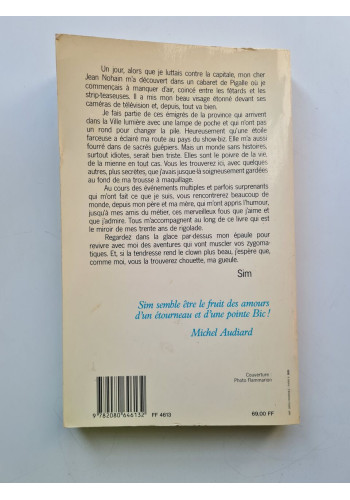 Un jour, alors que je luttais contre la capitale, mon cher
Jean Nohain m'a découvert dans un cabaret de Pigalle où je
commençais à manquer d'air, coincé entre les fêtards et les
strip-teaseuses. Il a mis mon beau visage étonné devant ses
caméras de télévision et, depuis, tout va bien.
Je fais partie de ces émigrés de la province qui arrivent
dans la Ville lumière avec une lampe de poche et qui n'ont pas
un rond pour changer la pile. Heureusement qu'une étoile
farceuse a éclairé ma route au pays du show-biz. Elle m'a aussi
fourré dans de sacrés guêpiers. Mais un monde sans histoires,
surtout idiotes, serait bien triste. Elles sont le poivre de la vie,
de la mienne en tout cas. Vous les trouverez ici, avec quelques
autres, plus secrètes, que j'avais jusque-là soigneusement gardées
au fond de ma trousse à maquillage.
Au cours des événements multiples et parfois surprenants
qui m'ont fait ce que je suis, vous rencontrerez beaucoup de
monde, depuis mon père et ma mère, qui m'ont appris l'humour,
jusqu'à mes amis du métier, ces merveilleux fous que j'aime et
que j'admire. Tous m'accompagnent au long de ce livre qui est
le miroir de mes trente ans de rigolade.
Regardez dans la glace par-dessus mon épaule pour
revivre avec moi des aventures qui vont muscler vos zygoma-
tiques. Et, si la tendresse rend le clown plus beau, j'espère que,
comme moi, vous la trouverez chouette, ma gueule.
Sim
Sim semble être le fruit des amours
d'un étourneau et d'une pointe Bic !
Michel Audiard
Couverture :
Photo Flammarion
9 782080 646132
FF 4613
99,00 FF